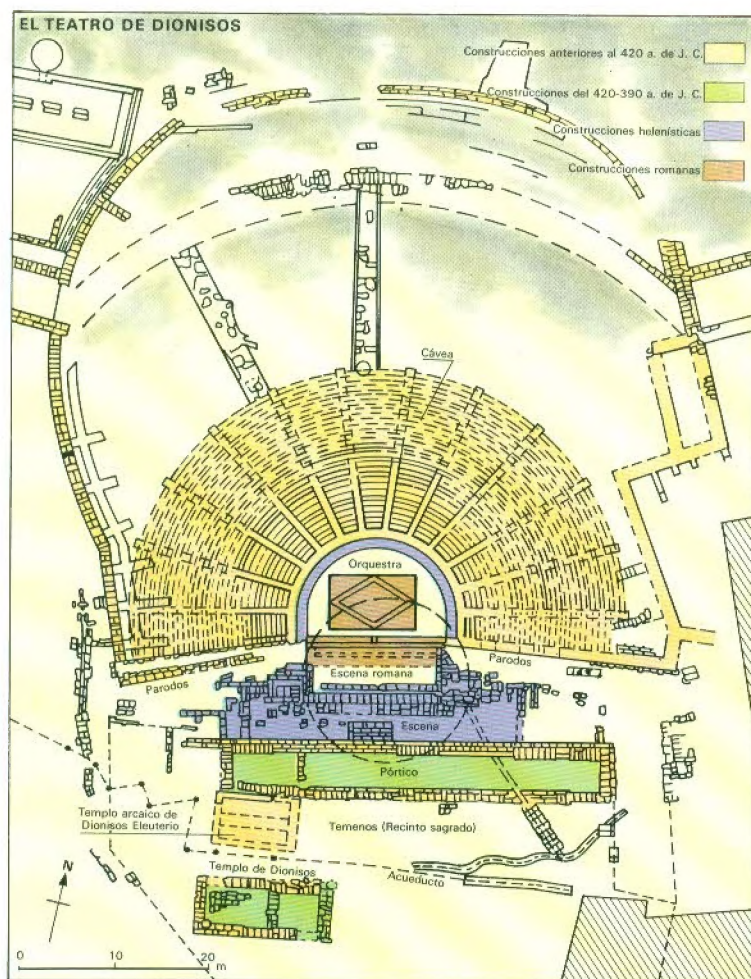 EL TEATRO DE DIONISOS
Construcciones anteriores al 420 a. de J. C.
Construcciones del 420-390 a. de J. C.
Construcciones helenísticas
Construcciones romanas
Cávea
Orquestra
Parodos
Parodos
Escena romana
Escena
Pórtico
Templo arcaico de
Dionisos Eleuterio
Temenos (Recinto sagrado)
Templo de Dionisos
Acueducto
N
0 10 20
m